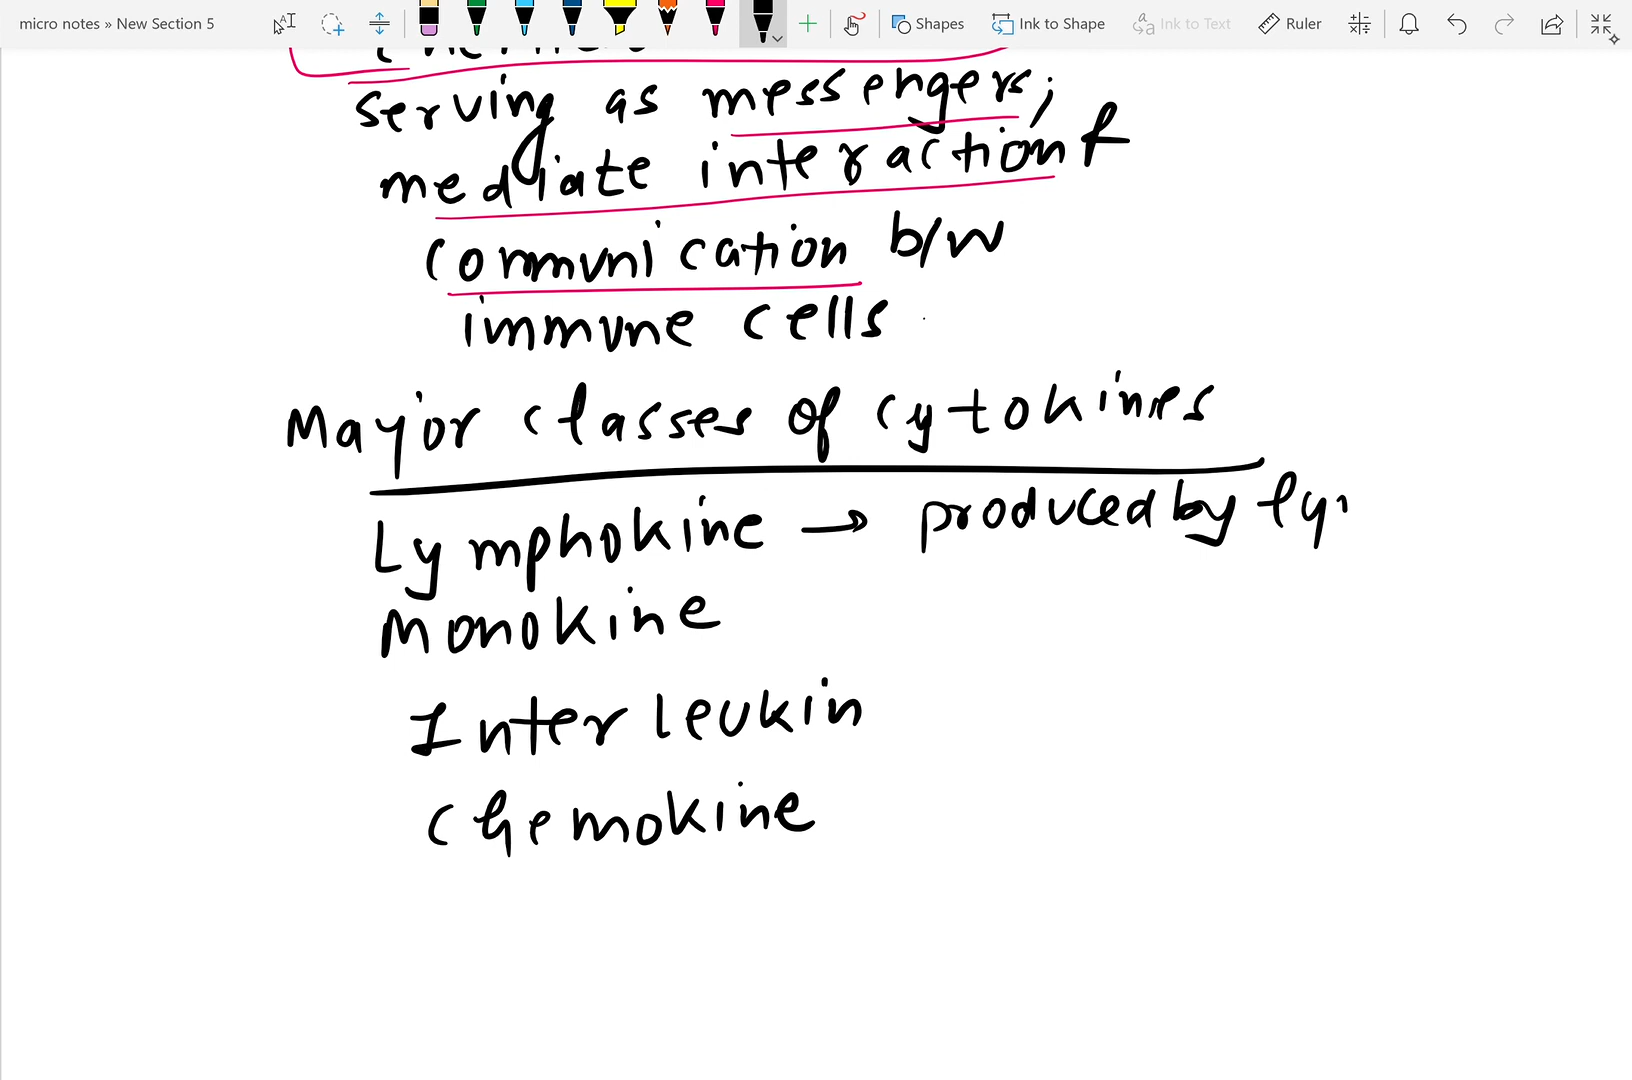 micro notes » New Section 5
Shapes
Ink to Shape
Ink to Text
Ruler
serving as messengers;
mediate interaction &
communication b/w
immune cells
Major classes of cytokines
Lymphokine → produced by ly
Monokine
Interleukin
Chemokine